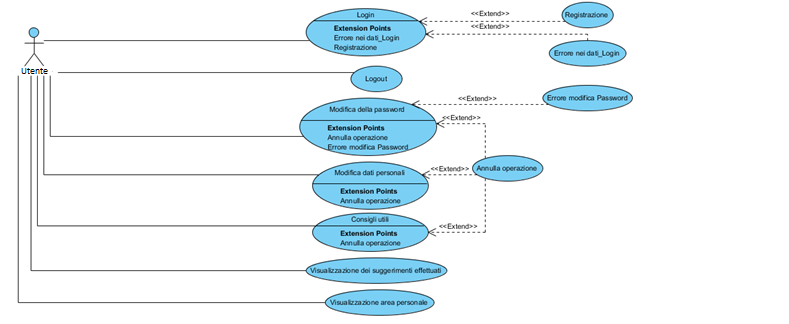 Login
Extension Points
Errore nei dati_Login
Registrazione
<<Extend>>
<<Extend>>
Registrazione
Errore nei dati_Login
Utente
Logout
Modifica della password
Extension Points
Annulla operazione
Errore modifica Password
<<Extend>>
Errore modifica Password
<<Extend>>
Modifica dati personali
Extension Points
Annulla operazione
<<Extend>>
Annulla operazione
Consigli utili
Extension Points
Annulla operazione
<<Extend>>
Visualizzazione dei suggerimenti effettuati
Visualizzazione area personale